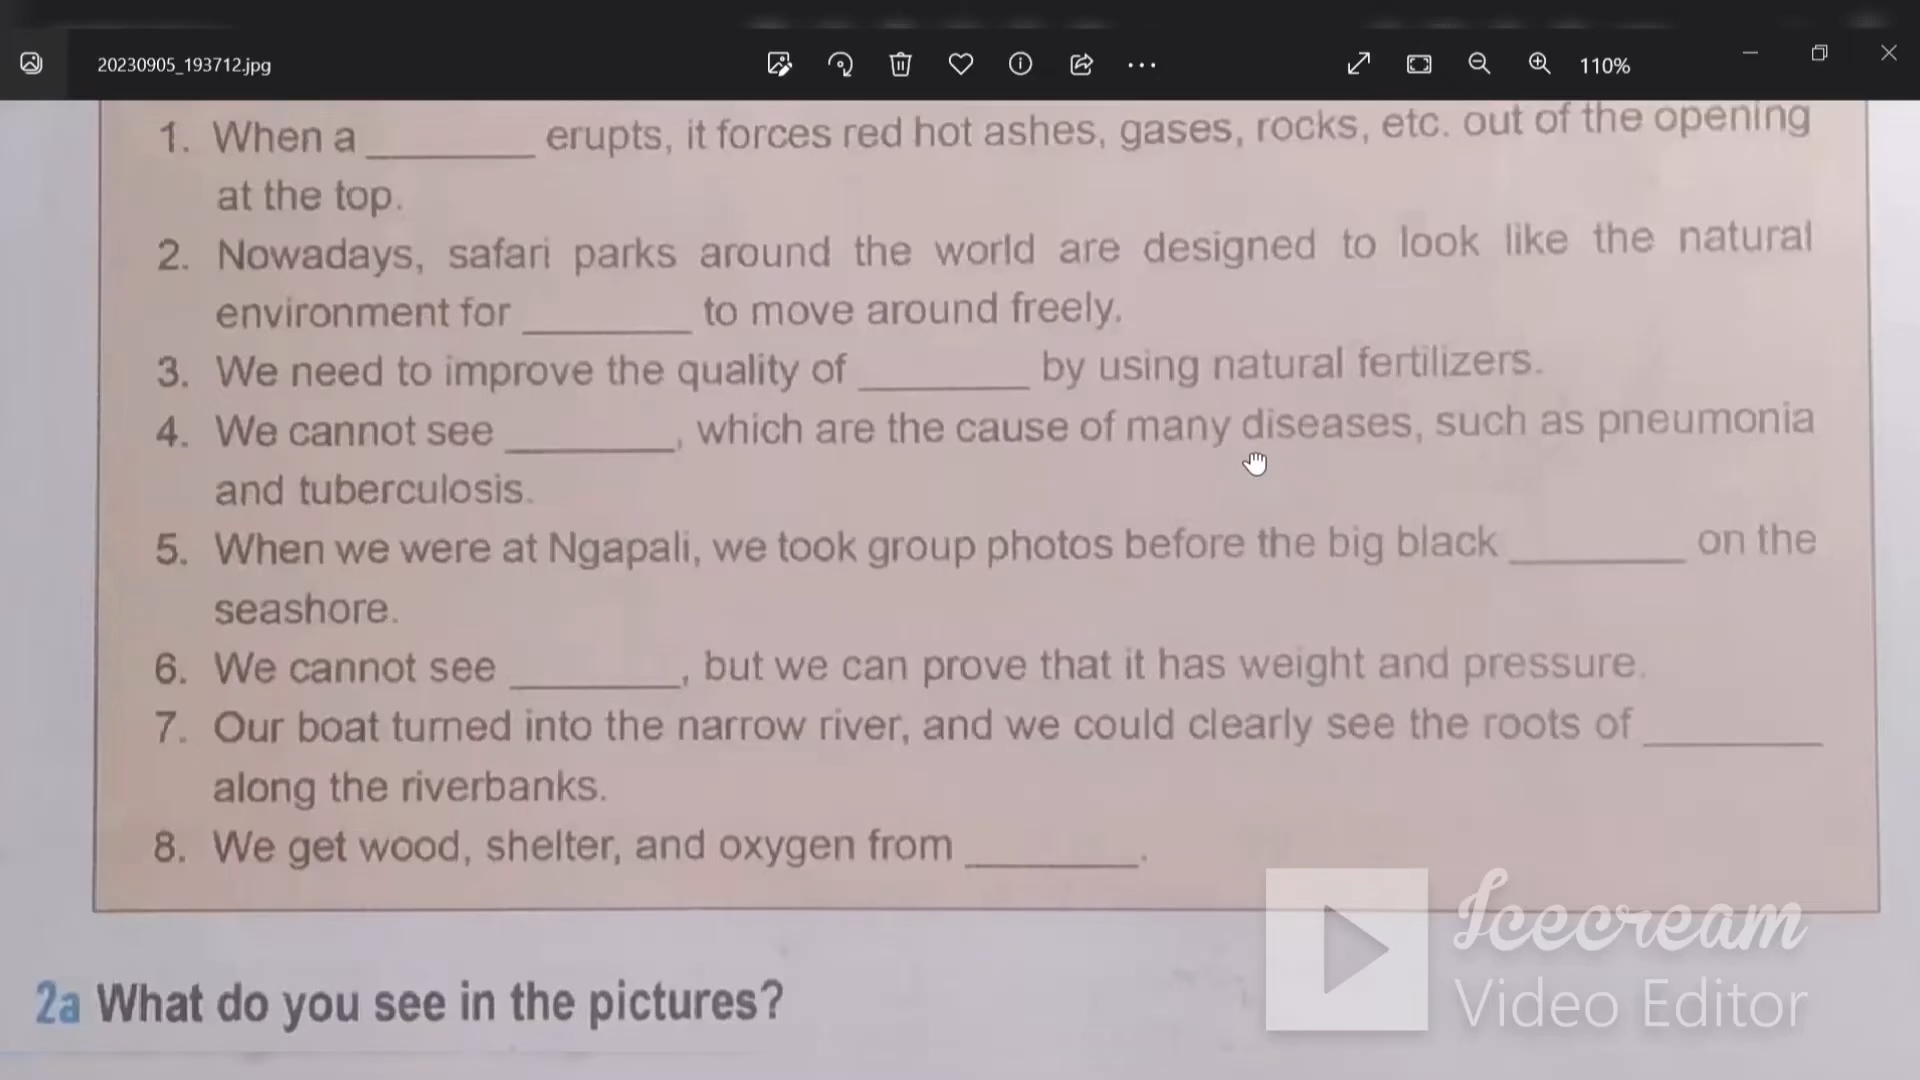 20230905_193712.jpg
110%
1. When a ________ erupts, it forces red hot ashes, gases, rocks, etc. out of the opening
at the top.
2. Nowadays, safari parks around the world are designed to look like the natural
environment for ________ to move around freely.
3. We need to improve the quality of ________ by using natural fertilizers.
4. We cannot see ________, which are the cause of many diseases, such as pneumonia
and tuberculosis.
5. When we were at Ngapali, we took group photos before the big black ________ on the
seashore.
6. We cannot see ________, but we can prove that it has weight and pressure.
7. Our boat turned into the narrow river, and we could clearly see the roots of ________
along the riverbanks.
8. We get wood, shelter, and oxygen from ________.
2a What do you see in the pictures?
Icecream
Video Editor